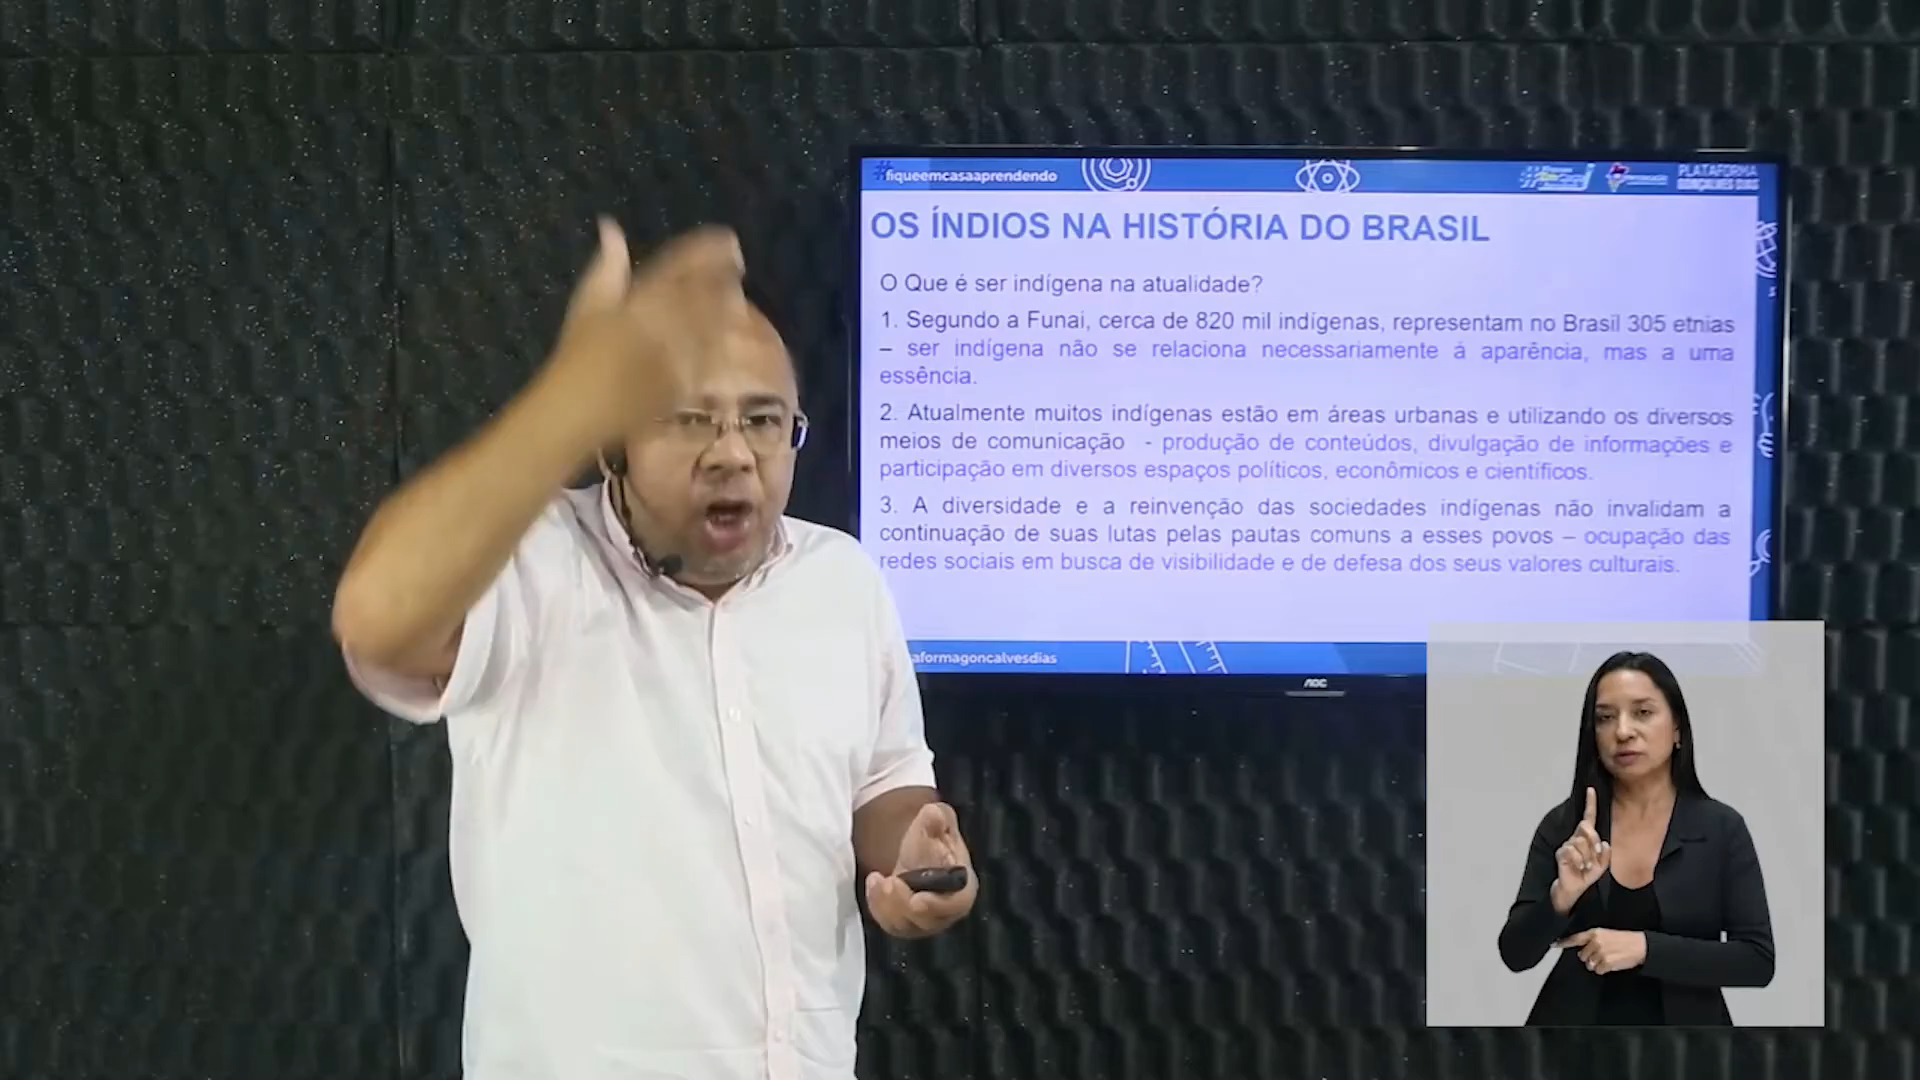 #fiqueemcasaaprendendo
PLATAFORMA
GONÇALVES DIAS
OS ÍNDIOS NA HISTÓRIA DO BRASIL
O Que é ser indígena na atualidade?
1. Segundo a Funai, cerca de 820 mil indígenas, representam no Brasil 305 etnias
– ser indígena não se relaciona necessariamente á aparência, mas a uma
essência.
2. Atualmente muitos indígenas estão em áreas urbanas e utilizando os diversos
meios de comunicação - produção de conteúdos, divulgação de informações e
participação em diversos espaços políticos, econômicos e científicos.
3. A diversidade e a reinvenção das sociedades indígenas não invalidam a
continuação de suas lutas pelas pautas comuns a esses povos – ocupação das
redes sociais em busca de visibilidade e de defesa dos seus valores culturais.
aformagoncalvesdias
AOC